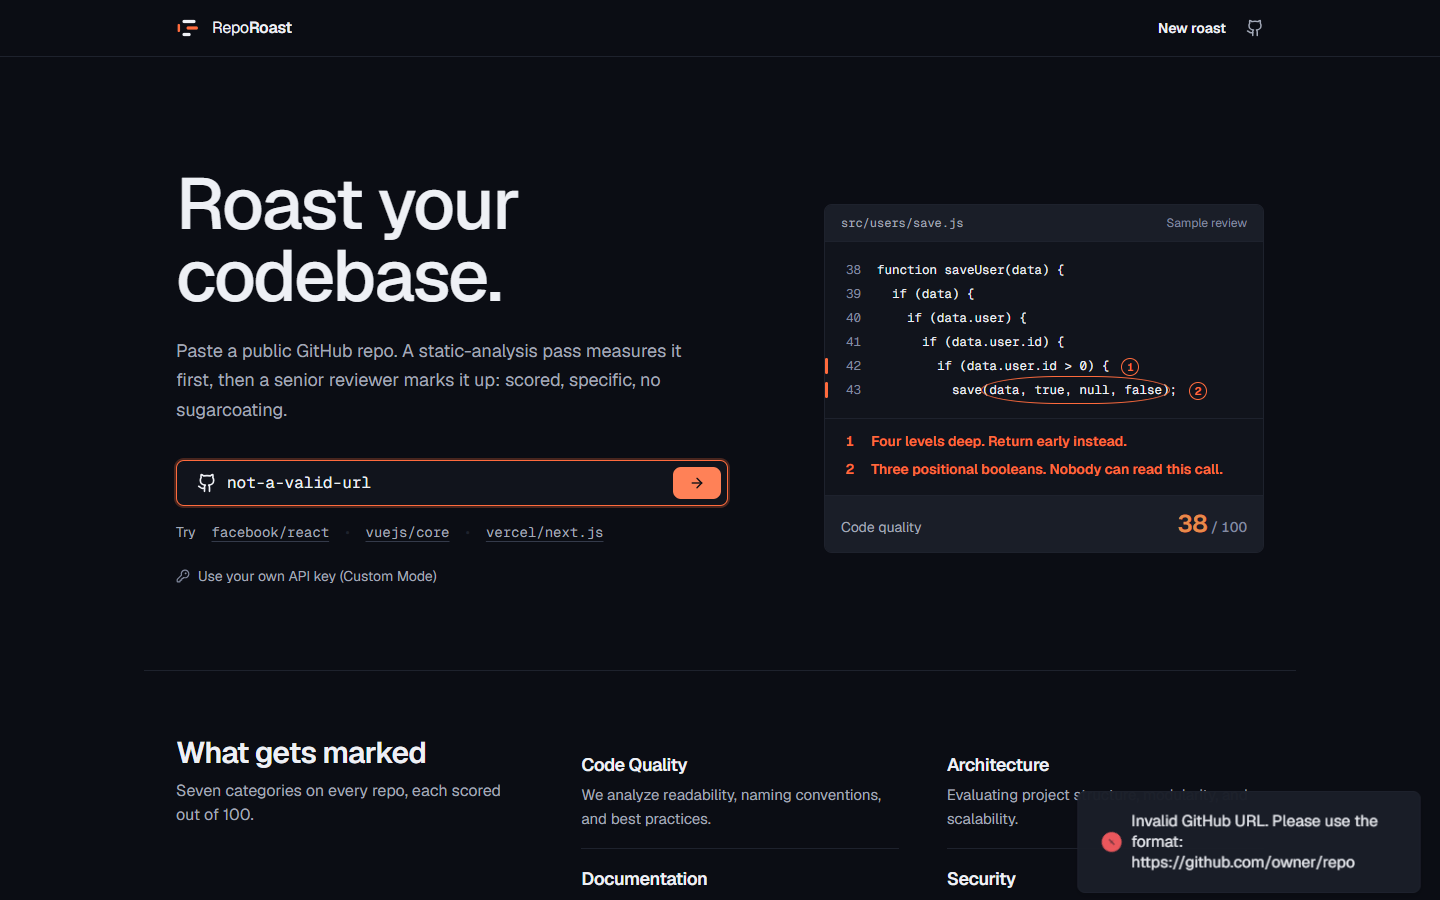 RepoRoast
New roast
Roast your
codebase.
Paste a public GitHub repo. A static-analysis pass measures it
first, then a senior reviewer marks it up: scored, specific, no
sugarcoating.
not-a-valid-url
Try facebook/react · vuejs/core · vercel/next.js
Use your own API key (Custom Mode)
src/users/save.js
Sample review
38 function saveUser(data) {
39 if (data) {
40 if (data.user) {
41 if (data.user.id) {
42 if (data.user.id > 0) { 1
43 save(data, true, null, false); 2
1 Four levels deep. Return early instead.
2 Three positional booleans. Nobody can read this call.
Code quality
38 / 100
What gets marked
Seven categories on every repo, each scored
out of 100.
Code Quality
We analyze readability, naming conventions,
and best practices.
Documentation
Architecture
Evaluating project structure, modularity, and
scalability.
Security
Invalid GitHub URL. Please use the
format:
https://github.com/owner/repo